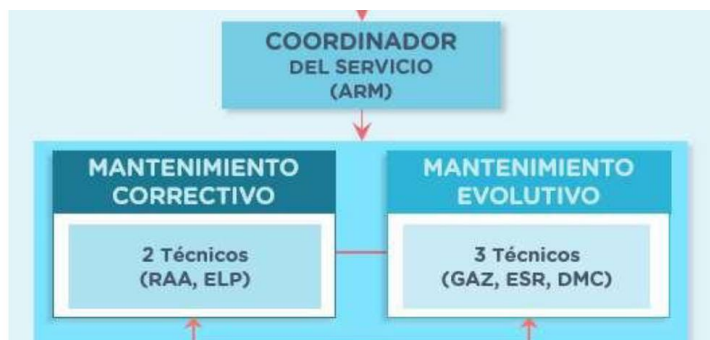 COORDINADOR
DEL SERVICIO
(ARM)
MANTENIMIENTO
CORRECTIVO
2 Técnicos
(RAA, ELP)
MANTENIMIENTO
EVOLUTIVO
3 Técnicos
(GAZ, ESR, DMC)